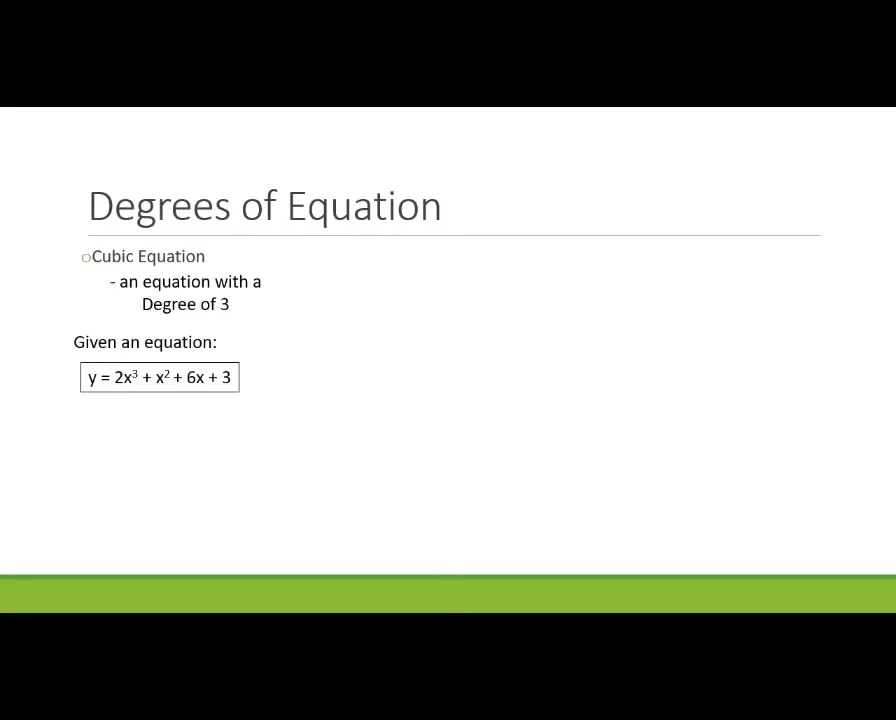 Degrees of Equation
○Cubic Equation
- an equation with a
Degree of 3
Given an equation:
y = 2x³ + x² + 6x + 3